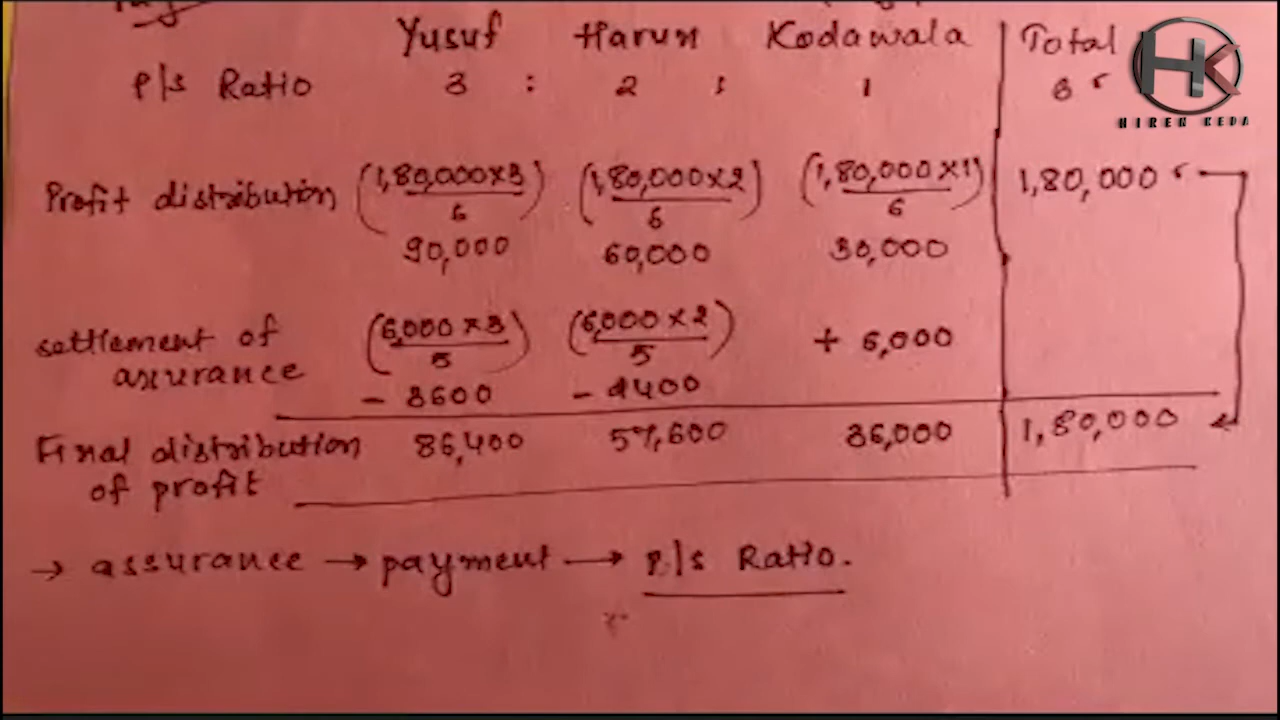 Yusuf Harun Kodawala Total
P/s Ratio 3 : 2 : 1 6
HK
HIREN KEDA
Profit distribution (1,80,000×3/6) (1,80,000×2/6) (1,80,000×1/6) 1,80,000
90,000 60,000 30,000
settlement of (6,000×3/5) (6,000×2/5) + 6,000
assurance
- 3600 - 2400
Final distribution 86,400 57,600 36,000 1,80,000
of profit
→ assurance → payment → P/s Ratio.